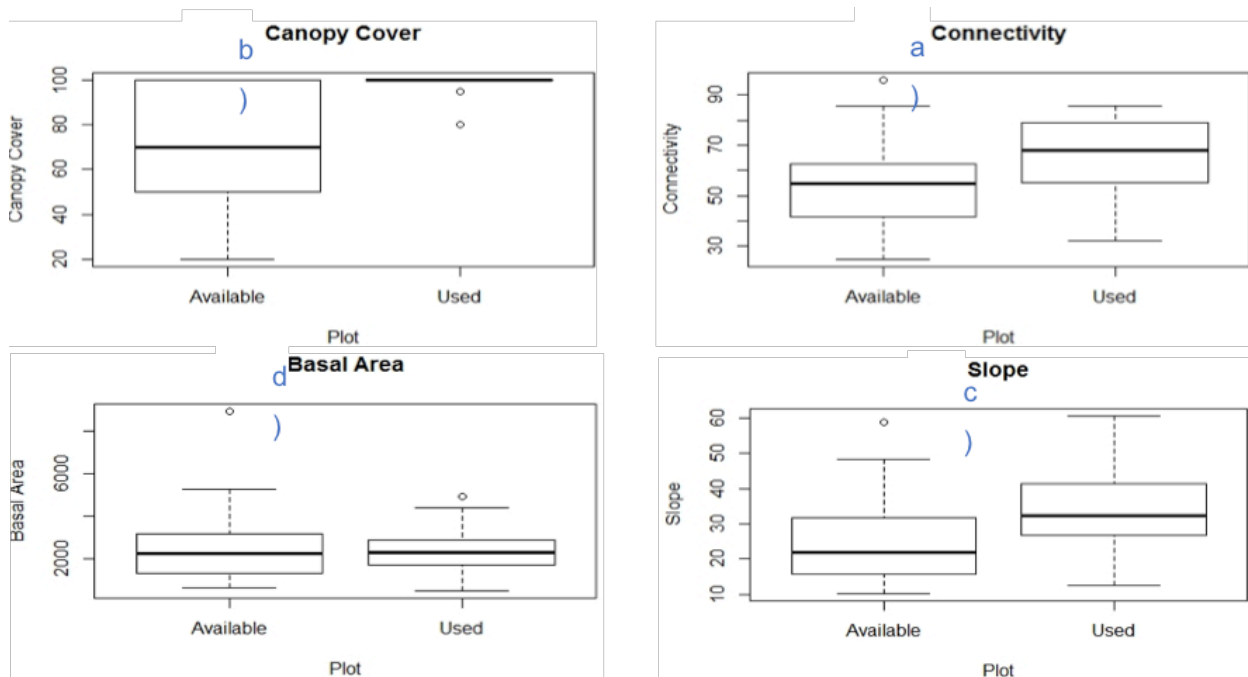 Canopy Cover
b
)
Canopy Cover
100
80
60
40
20
Available
Used
Plot
Connectivity
a
)
Connectivity
90
70
50
30
Available
Used
Plot
Basal Area
d
)
Basal Area
6000
2000
Available
Used
Plot
Slope
c
)
Slope
60
50
40
30
20
10
Available
Used
Plot